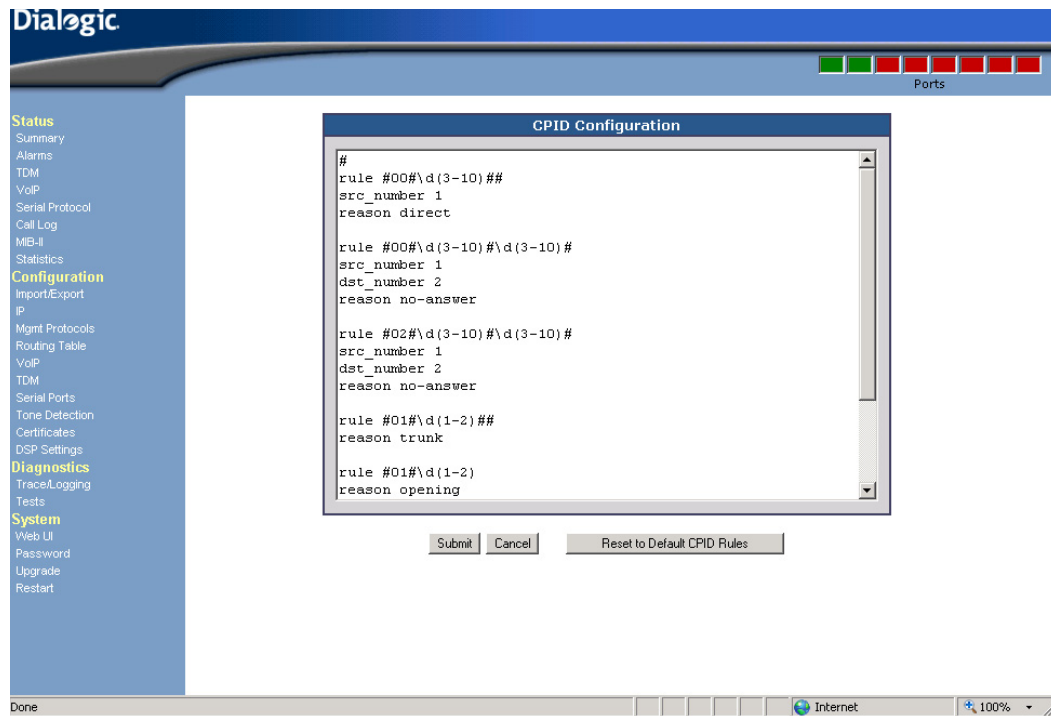 Dialogic.
Ports
Status
Summary
Alarms
TDM
VoIP
Serial Protocol
Call Log
MIB-II
Statistics
Configuration
Import/Export
IP
Mgmt Protocols
Routing Table
VoIP
TDM
Serial Ports
Tone Detection
Certificates
DSP Settings
Diagnostics
Trace/Logging
Tests
System
Web UI
Password
Upgrade
Restart
CPID Configuration
#
rule #00#\d(3-10)##
src_number 1
reason direct
rule #00#\d(3-10)#\d(3-10)#
src_number 1
dst_number 2
reason no-answer
rule #02#\d(3-10)#\d(3-10)#
src_number 1
dst_number 2
reason no-answer
rule #01#\d(1-2)##
reason trunk
rule #01#\d(1-2)
reason opening
Submit Cancel Reset to Default CPID Rules
Done Internet 100%